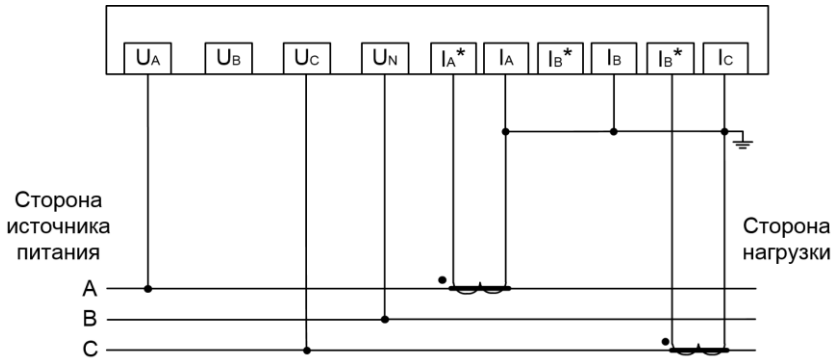 UA UB UC UN IA* IA IB* IB IB* IC
Сторона
источника
питания
Сторона
нагрузки
A
B
C